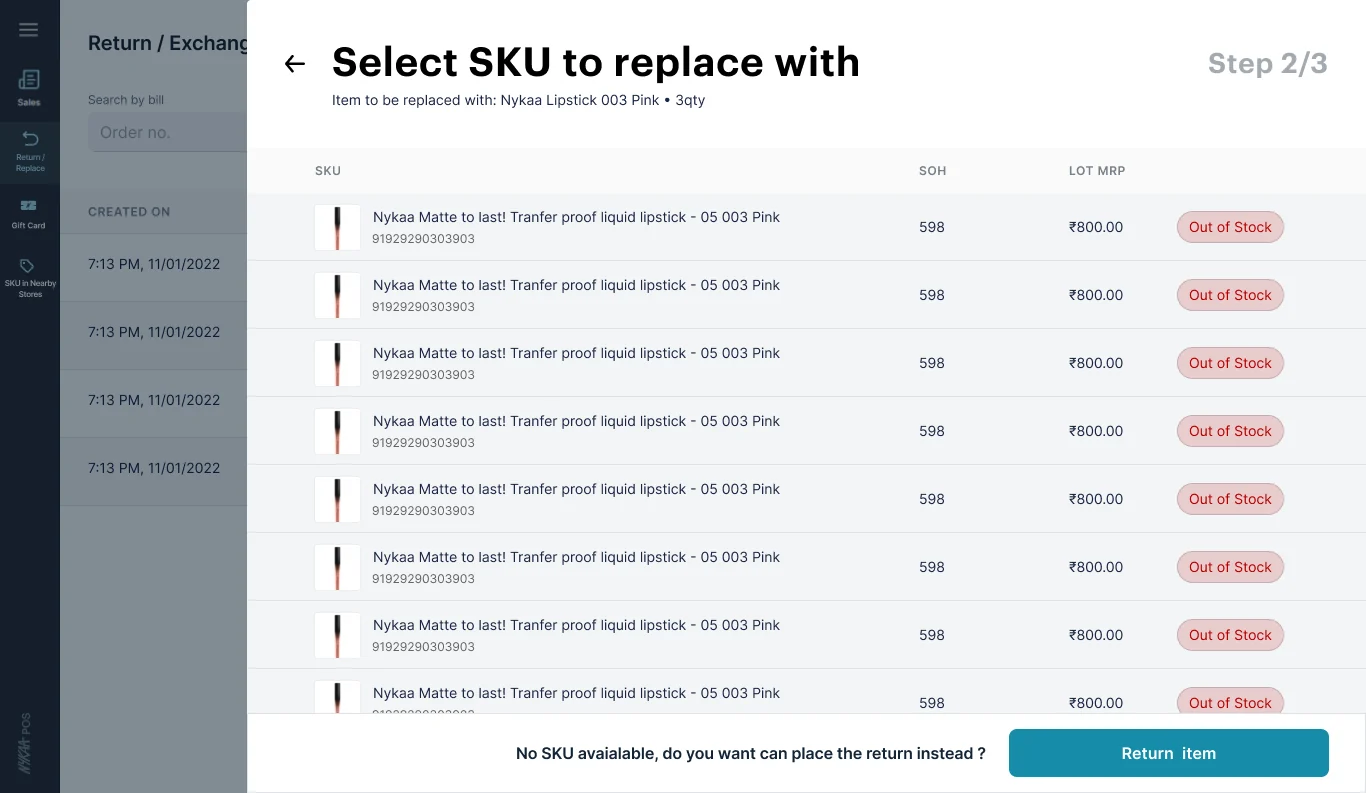 Sales
Return /
Replace
Gift Card
SKU in Nearby
Stores
NYKAA POS
Return / Exchang
Search by bill
Order no.
CREATED ON
7:13 PM, 11/01/2022
7:13 PM, 11/01/2022
7:13 PM, 11/01/2022
7:13 PM, 11/01/2022
Select SKU to replace with
Step 2/3
Item to be replaced with: Nykaa Lipstick 003 Pink • 3qty
SKU SOH LOT MRP
Nykaa Matte to last! Tranfer proof liquid lipstick - 05 003 Pink
91929290303903
598 ₹800.00 Out of Stock
Nykaa Matte to last! Tranfer proof liquid lipstick - 05 003 Pink
91929290303903
598 ₹800.00 Out of Stock
Nykaa Matte to last! Tranfer proof liquid lipstick - 05 003 Pink
91929290303903
598 ₹800.00 Out of Stock
Nykaa Matte to last! Tranfer proof liquid lipstick - 05 003 Pink
91929290303903
598 ₹800.00 Out of Stock
Nykaa Matte to last! Tranfer proof liquid lipstick - 05 003 Pink
91929290303903
598 ₹800.00 Out of Stock
Nykaa Matte to last! Tranfer proof liquid lipstick - 05 003 Pink
91929290303903
598 ₹800.00 Out of Stock
Nykaa Matte to last! Tranfer proof liquid lipstick - 05 003 Pink
91929290303903
598 ₹800.00 Out of Stock
Nykaa Matte to last! Tranfer proof liquid lipstick - 05 003 Pink
598 ₹800.00 Out of Stock
No SKU avaialable, do you want can place the return instead ?
Return item